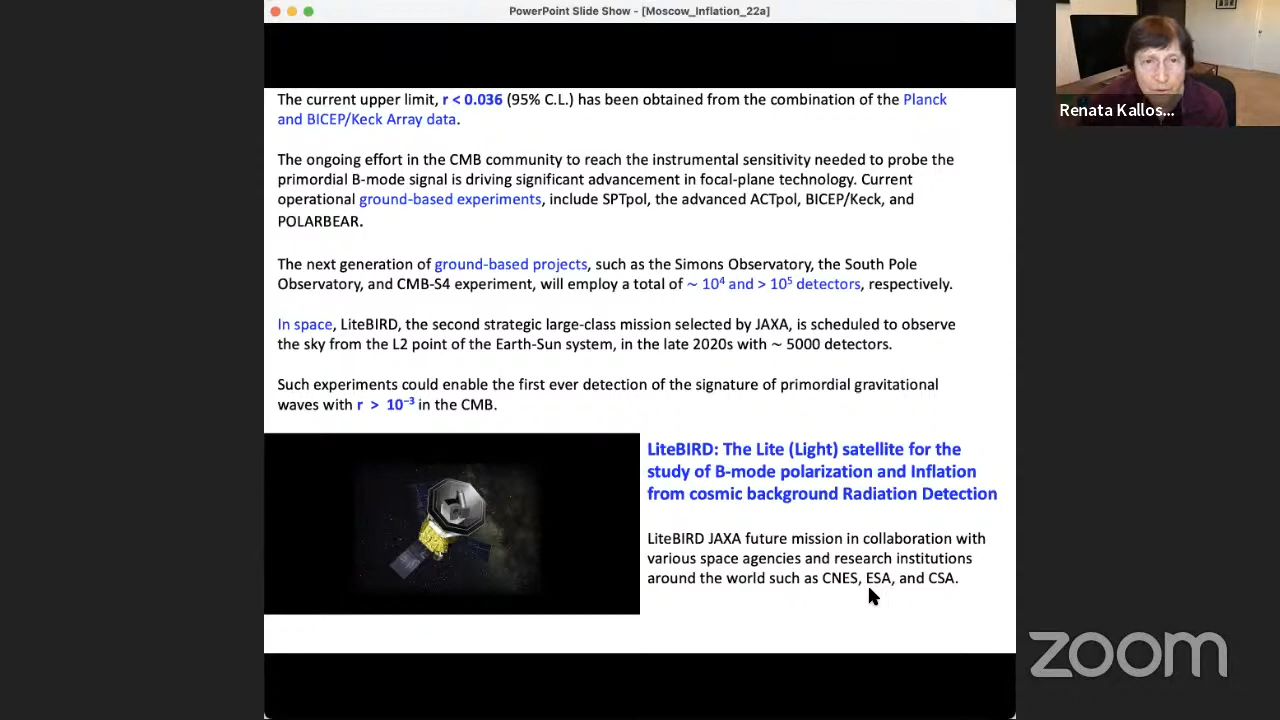 PowerPoint Slide Show - [Moscow_Inflation_22a]
The current upper limit, r < 0.036 (95% C.L.) has been obtained from the combination of the Planck
and BICEP/Keck Array data.
The ongoing effort in the CMB community to reach the instrumental sensitivity needed to probe the
primordial B-mode signal is driving significant advancement in focal-plane technology. Current
operational ground-based experiments, include SPTpol, the advanced ACTpol, BICEP/Keck, and
POLARBEAR.
The next generation of ground-based projects, such as the Simons Observatory, the South Pole
Observatory, and CMB-S4 experiment, will employ a total of ~ 10⁴ and > 10⁵ detectors, respectively.
In space, LiteBIRD, the second strategic large-class mission selected by JAXA, is scheduled to observe
the sky from the L2 point of the Earth-Sun system, in the late 2020s with ~ 5000 detectors.
Such experiments could enable the first ever detection of the signature of primordial gravitational
waves with r > 10⁻³ in the CMB.
LiteBIRD: The Lite (Light) satellite for the
study of B-mode polarization and Inflation
from cosmic background Radiation Detection
LiteBIRD JAXA future mission in collaboration with
various space agencies and research institutions
around the world such as CNES, ESA, and CSA.
Renata Kallos...
zoom